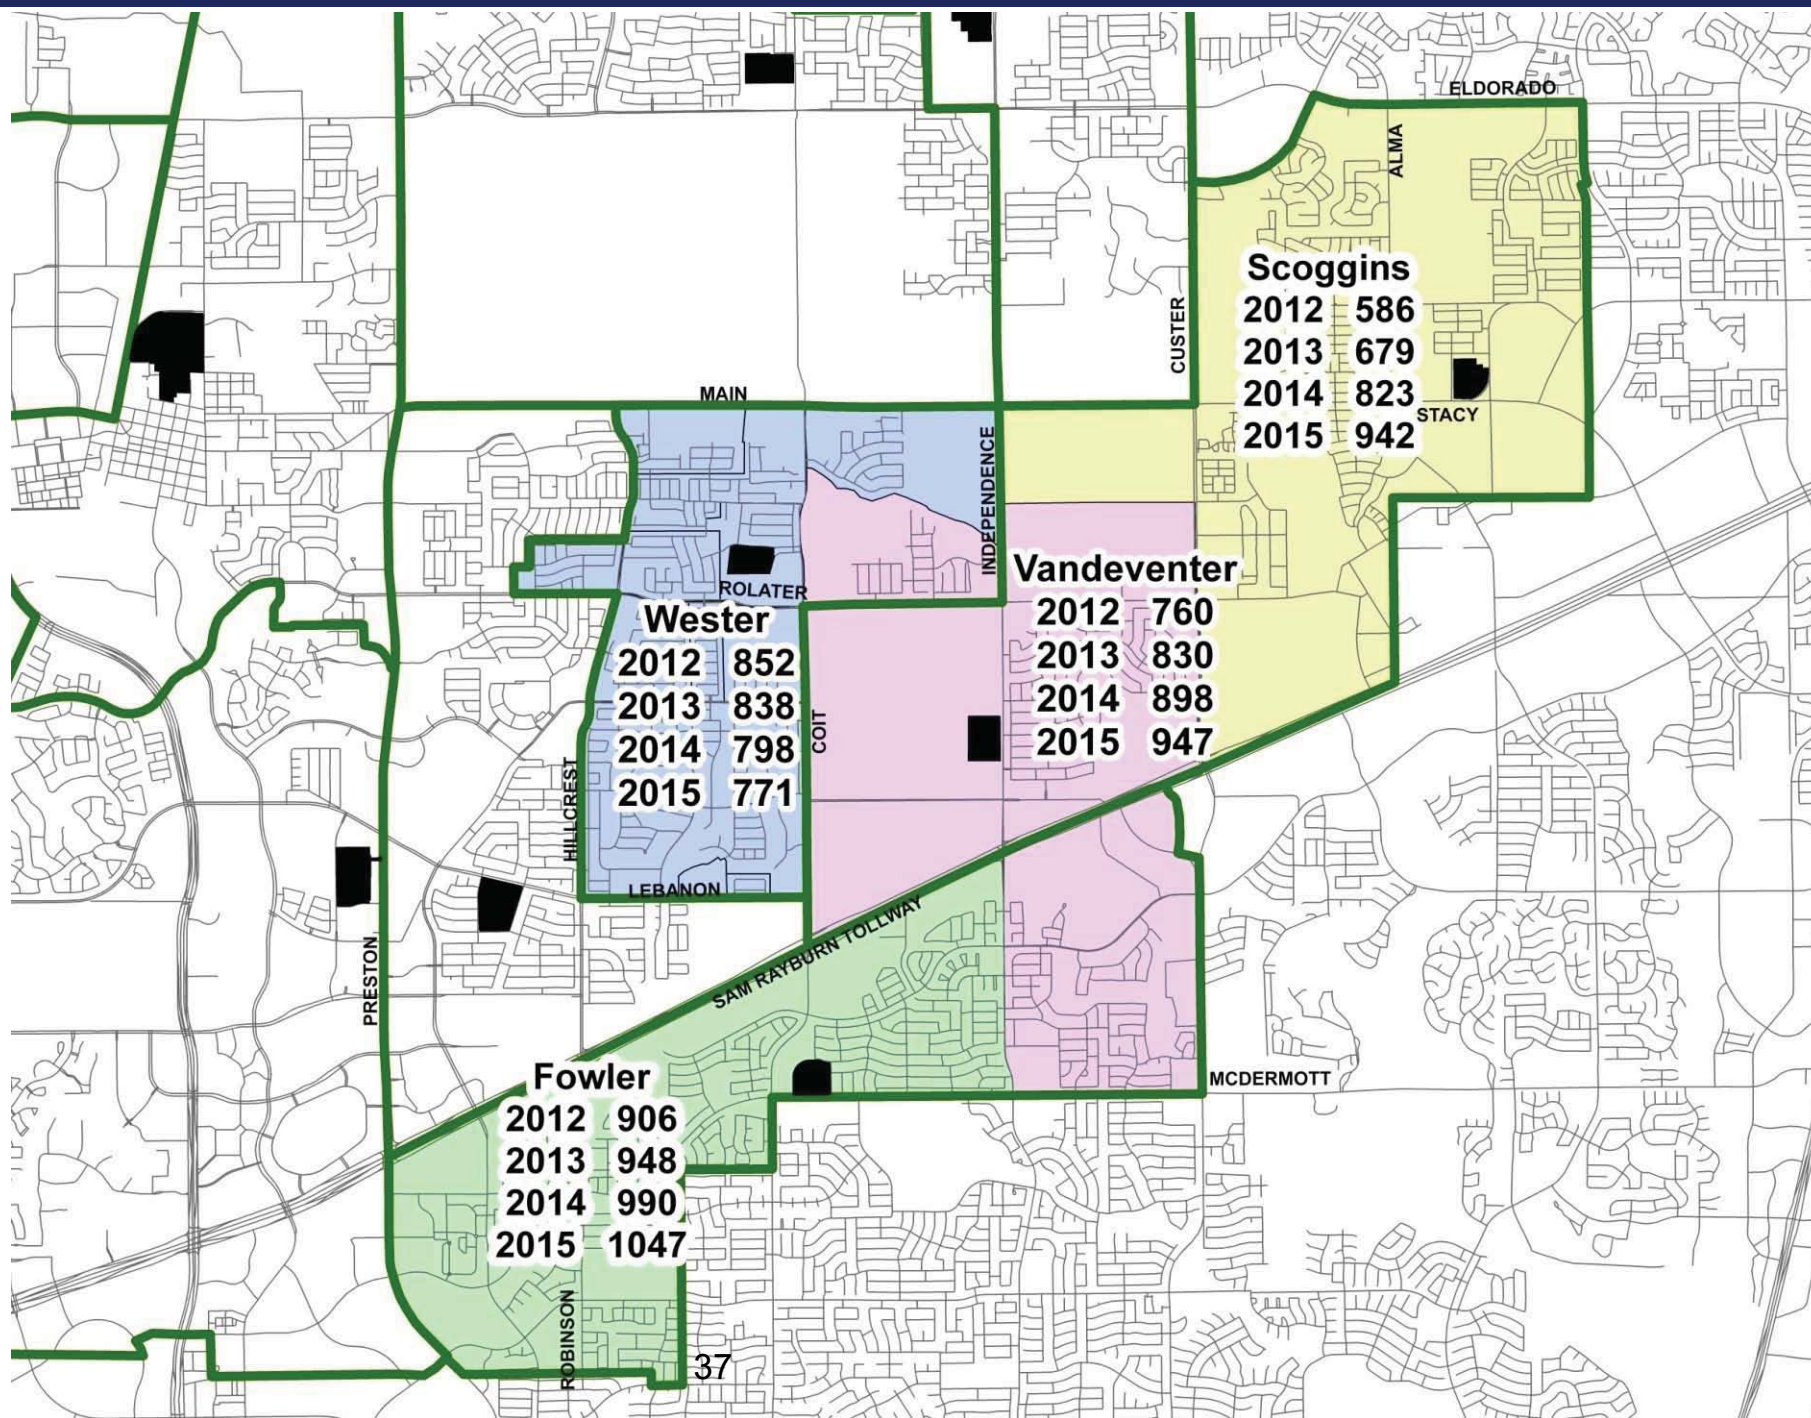 ELDORADO
ALMA
Scoggins
2012 586
2013 679
2014 823
2015 942
CUSTER
STACY
MAIN
INDEPENDENCE
Vandeventer
2012 760
2013 830
2014 898
2015 947
ROLATER
Wester
2012 852
2013 838
2014 798
2015 771
COIT
HILLCREST
LEBANON
SAM RAYBURN TOLLWAY
PRESTON
Fowler
2012 906
2013 948
2014 990
2015 1047
MCDERMOTT
ROBINSON
37